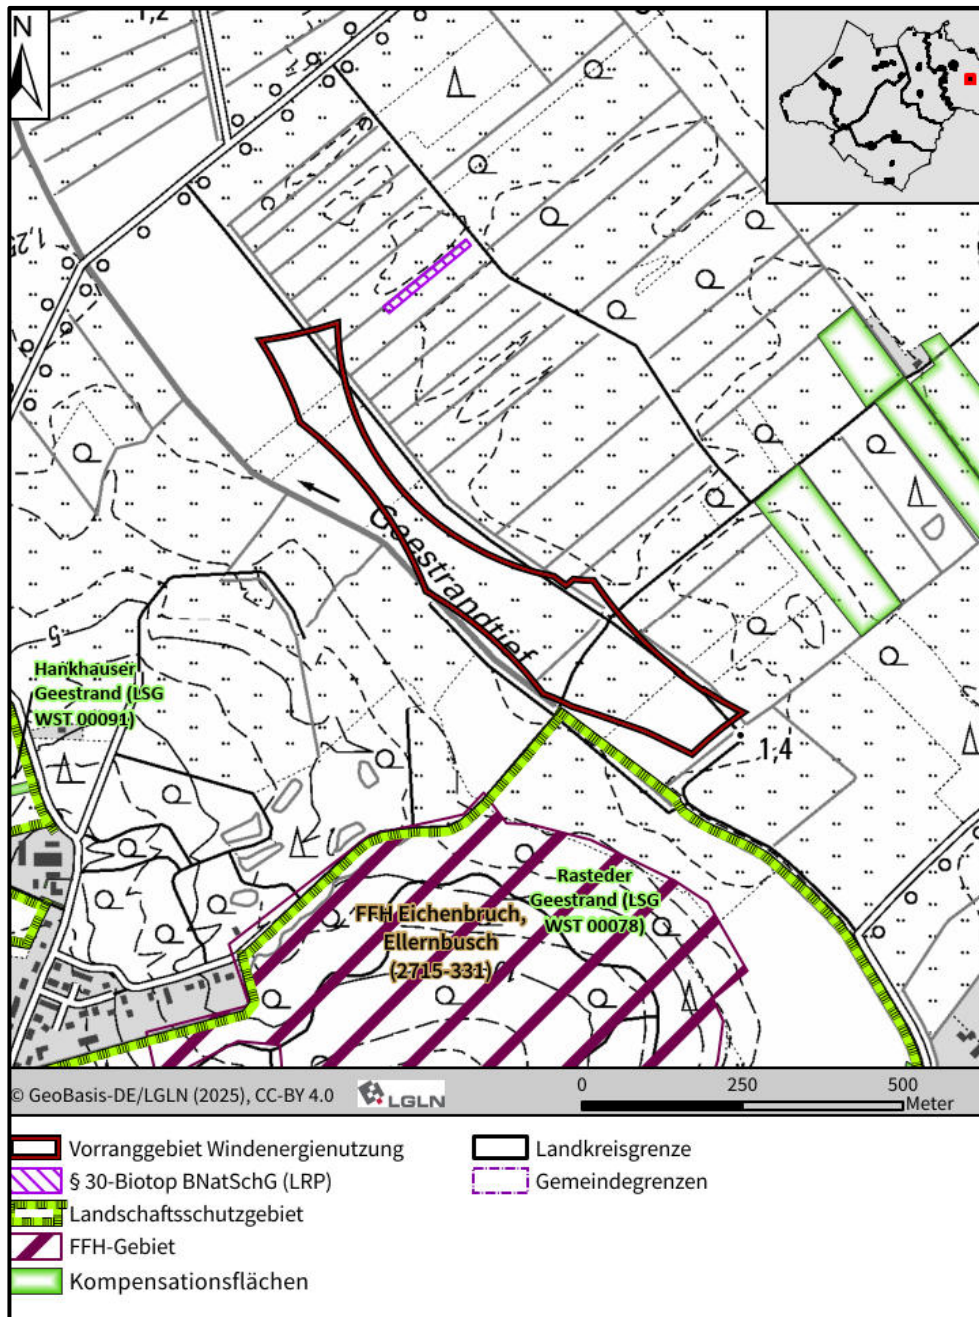 N
1,2
1,25
Geestrandtief
5
Hankhauser
Geestrand (LSG
WST 00091)
1,4
Rasteder
Geestrand (LSG
WST 00078)
FFH Eichenbruch,
Ellernbusch
(2715-331)
10
© GeoBasis-DE/LGLN (2025), CC-BY 4.0
LGLN
0 250 500
Meter
Vorranggebiet Windenergienutzung
§ 30-Biotop BNatSchG (LRP)
Landschaftsschutzgebiet
FFH-Gebiet
Kompensationsflächen
Landkreisgrenze
Gemeindegrenzen